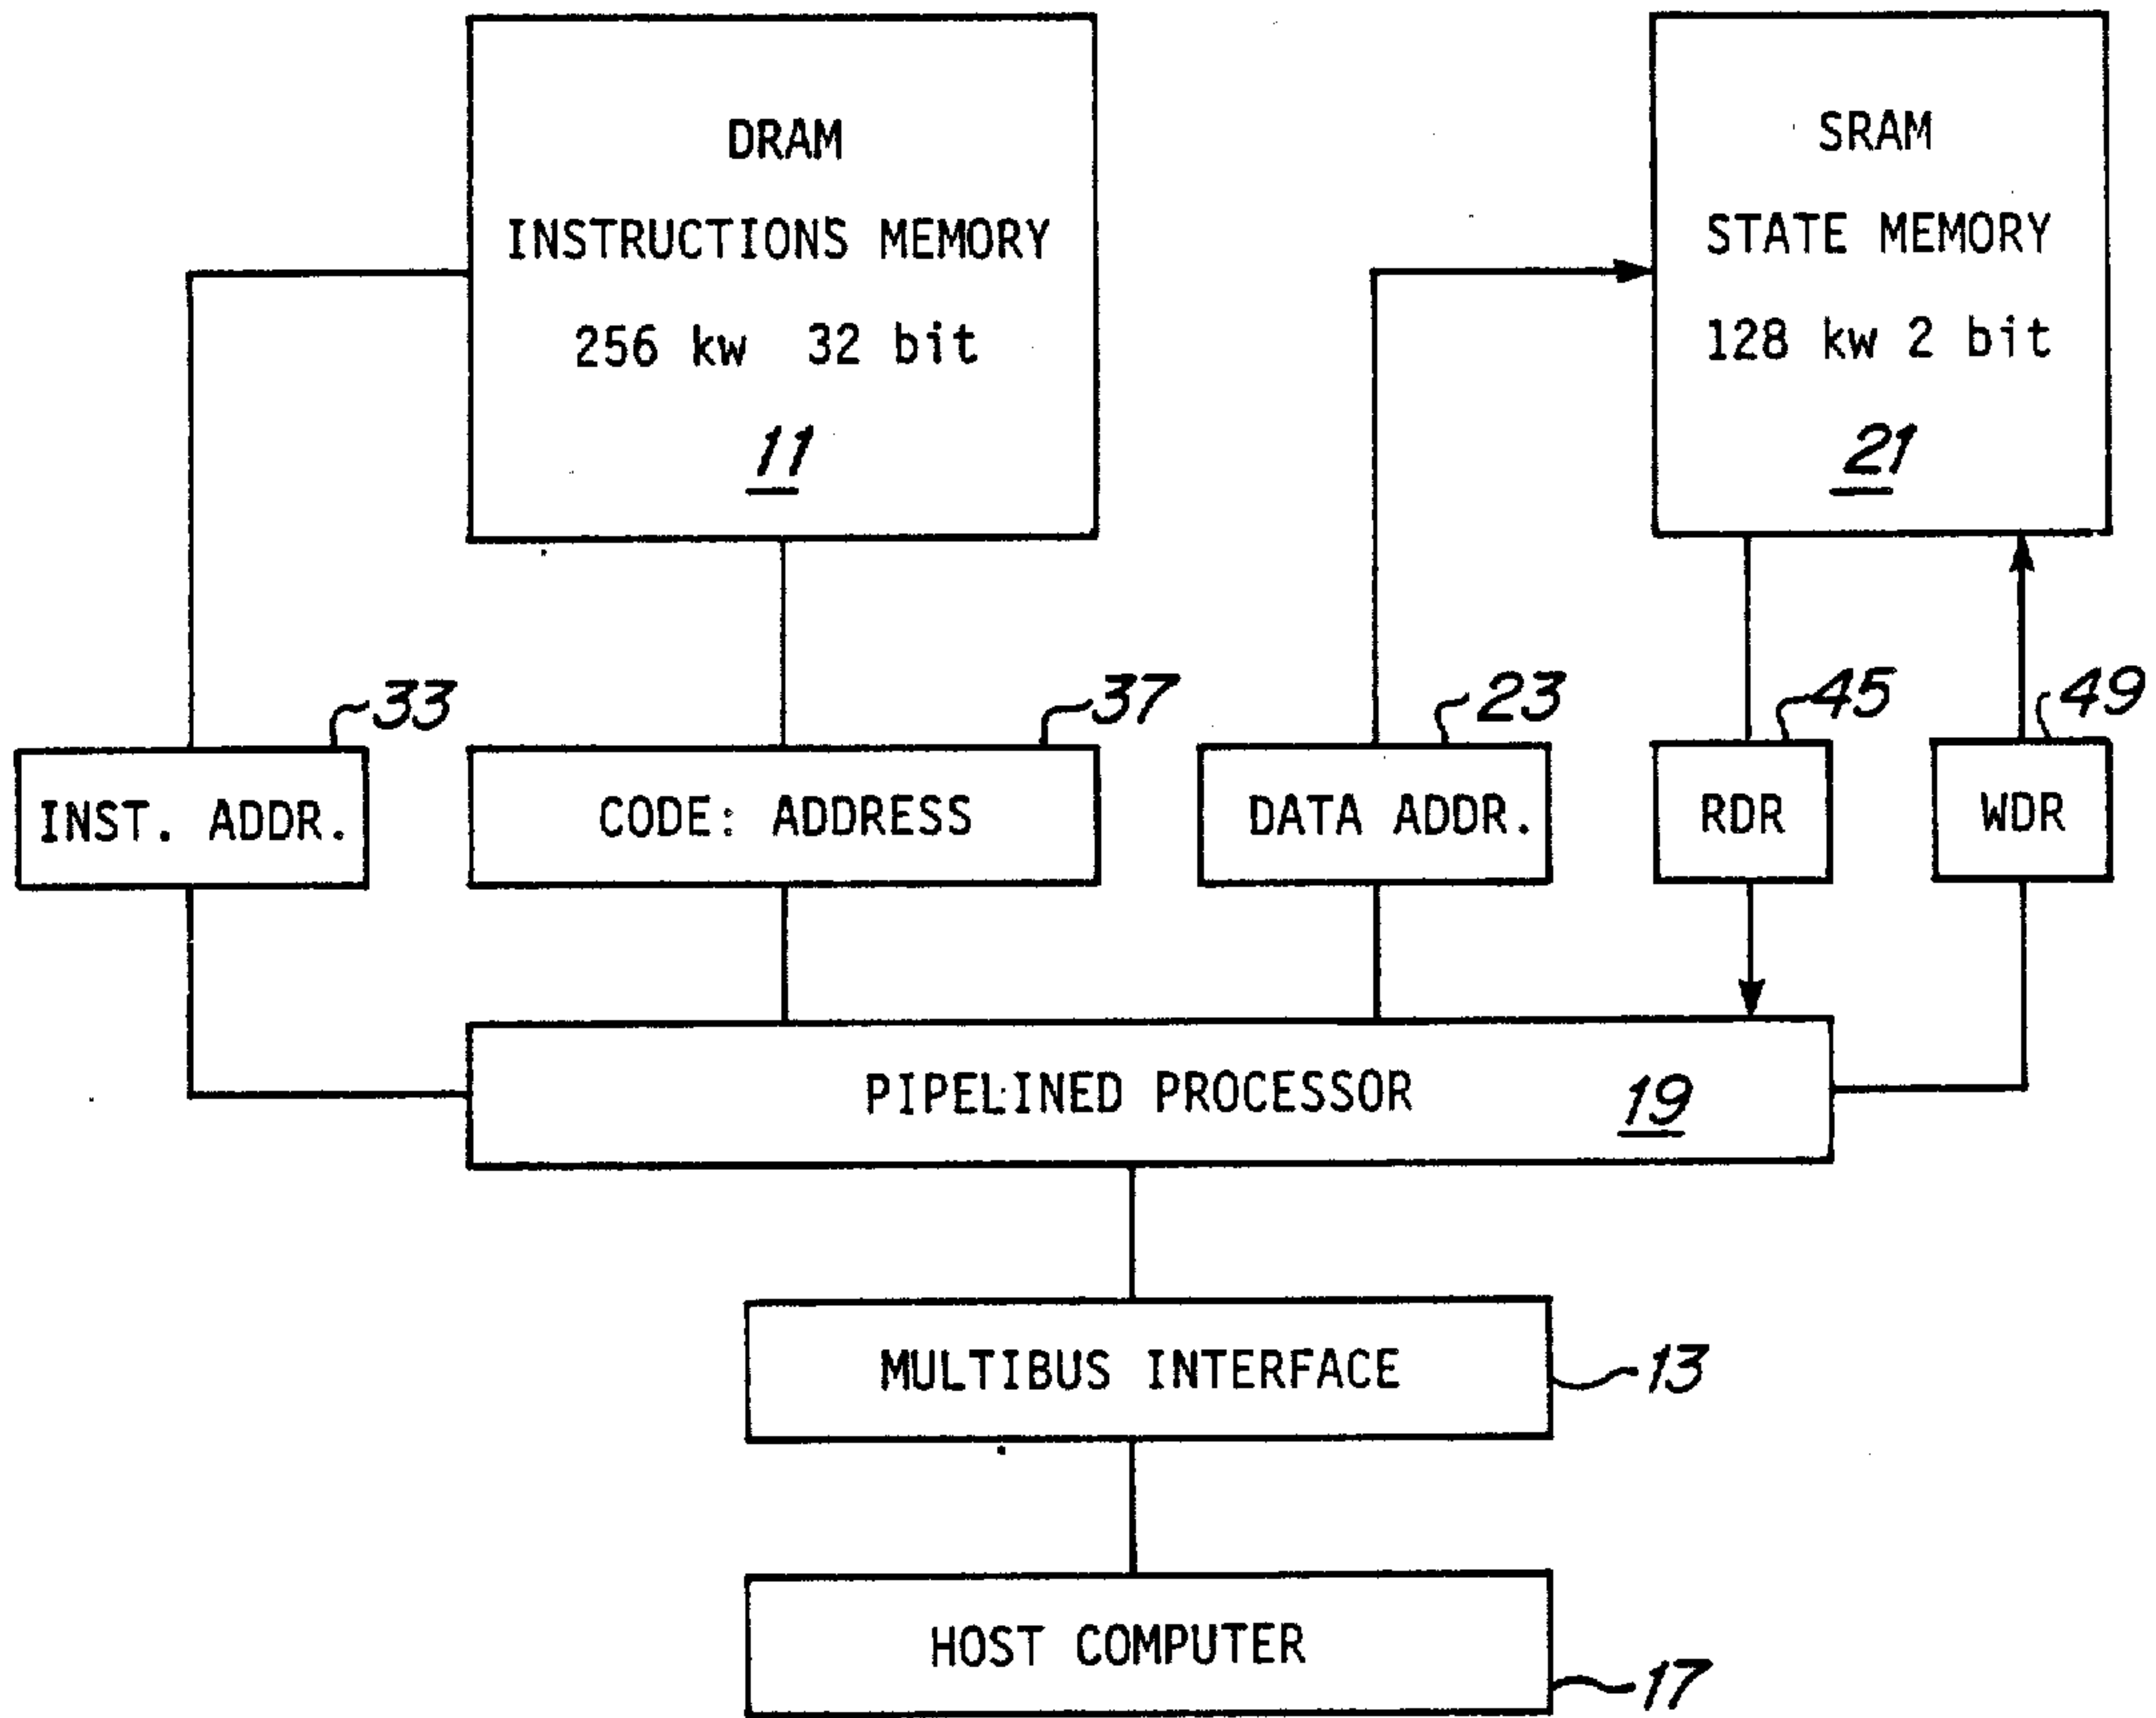 DRAM
INSTRUCTIONS MEMORY
256 kw 32 bit
11
SRAM
STATE MEMORY
128 kw 2 bit
21
33
37
23
45
49
INST. ADDR.
CODE: ADDRESS
DATA ADDR.
RDR
WDR
PIPELINED PROCESSOR
19
MULTIBUS INTERFACE
13
HOST COMPUTER
17